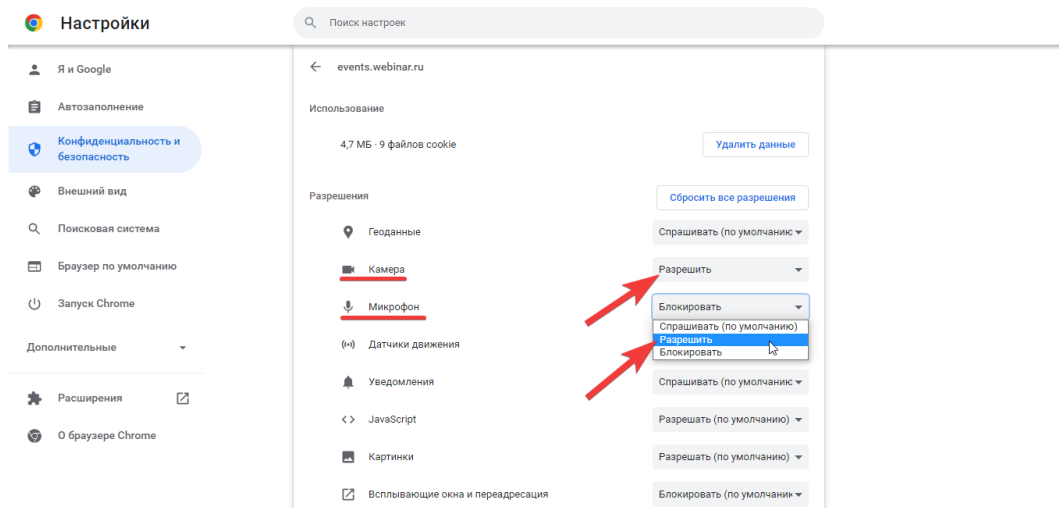 Настройки
Поиск настроек
Я и Google
Автозаполнение
Конфиденциальность и
безопасность
Внешний вид
Поисковая система
Браузер по умолчанию
Запуск Chrome
Дополнительные
Расширения
О браузере Chrome
events.webinar.ru
Использование
4,7 МБ · 9 файлов cookie
Удалить данные
Разрешения
Сбросить все разрешения
Геоданные
Спрашивать (по умолчанию
Камера
Разрешить
Микрофон
Блокировать
Спрашивать (по умолчанию)
Разрешить
Блокировать
Датчики движения
Уведомления
Спрашивать (по умолчанию
JavaScript
Разрешать (по умолчанию)
Картинки
Разрешать (по умолчанию)
Всплывающие окна и переадресация
Блокировать (по умолчанию